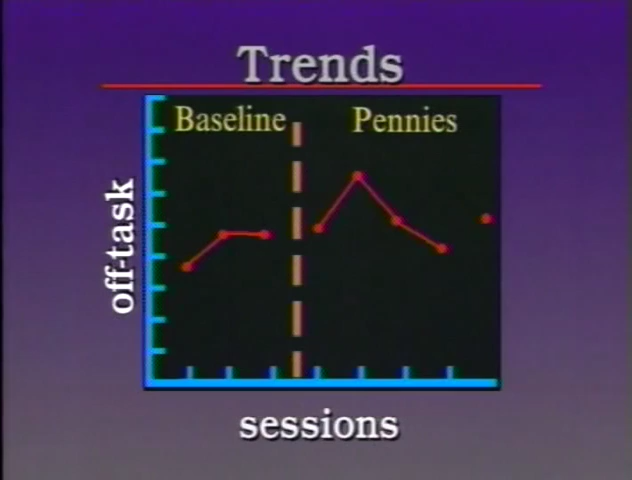 Trends
Baseline
Pennies
off-task
sessions